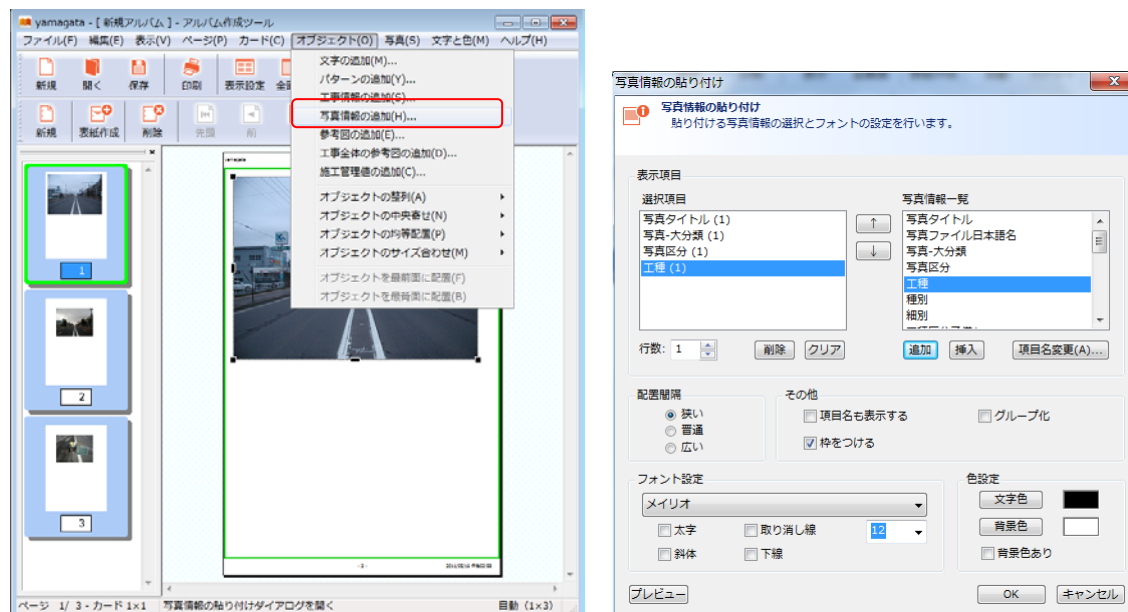 yamagata - [ 新規アルバム ] - アルバム作成ツール
ファイル(F) 編集(E) 表示(V) ページ(P) カード(C) オブジェクト(O) 写真(S) 文字と色(M) ヘルプ(H)
新規 開く 保存 印刷 表示設定
新規 表紙作成 削除 先頭 前
文字の追加(M)...
パターンの追加(Y)...
工事情報の追加(G)...
写真情報の追加(H)...
参考図の追加(E)...
工事全体の参考図の追加(D)...
施工管理値の追加(C)...
オブジェクトの整列(A)
オブジェクトの中央寄せ(N)
オブジェクトの均等配置(P)
オブジェクトのサイズ合わせ(M)
オブジェクトを最前面に配置(F)
オブジェクトを最背面に配置(B)
yamagata
1
2
3
ページ 1/ 3 - カード 1×1 写真情報の貼り付けダイアログを開く 自動 (1×3)
写真情報の貼り付け
写真情報の貼り付け
貼り付ける写真情報の選択とフォントの設定を行います。
表示項目
選択項目
写真タイトル (1)
写真-大分類 (1)
写真区分 (1)
工種 (1)
↑
↓
写真情報一覧
写真タイトル
写真ファイル日本語名
写真-大分類
写真区分
工種
種別
細別
行数: 1 削除 クリア 追加 挿入 項目名変更(A)...
配置間隔
狭い
普通
広い
その他
項目名も表示する グループ化
枠をつける
フォント設定
メイリオ
太字 取り消し線 12
斜体 下線
色設定
文字色
背景色
背景色あり
プレビュー OK キャンセル